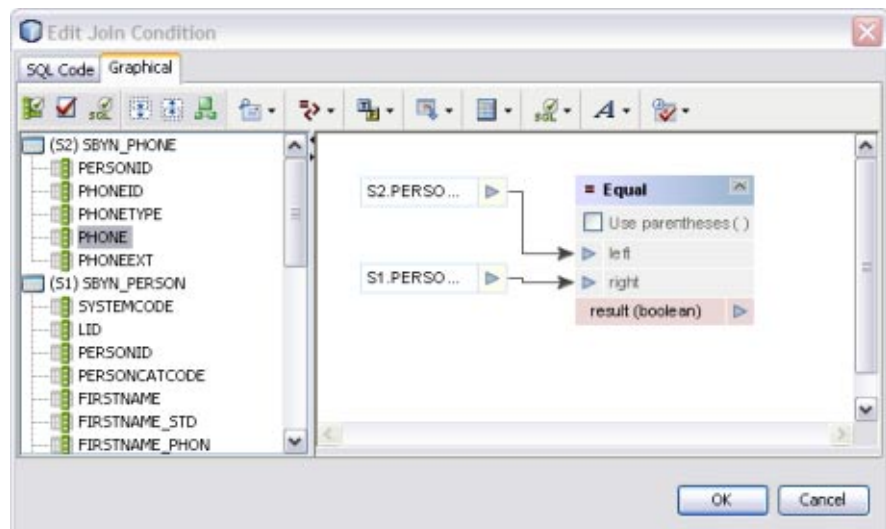 Edit Join Condition
SQL Code Graphical
SQL A
(S2) SBYN_PHONE
PERSONID
PHONEID
PHONETYPE
PHONE
PHONEEXT
(S1) SBYN_PERSON
SYSTEMCODE
LID
PERSONID
PERSONCATCODE
FIRSTNAME
FIRSTNAME_STD
FIRSTNAME_PHON
S2.PERSO...
S1.PERSO...
= Equal
Use parentheses ( )
left
right
result (boolean)
OK Cancel